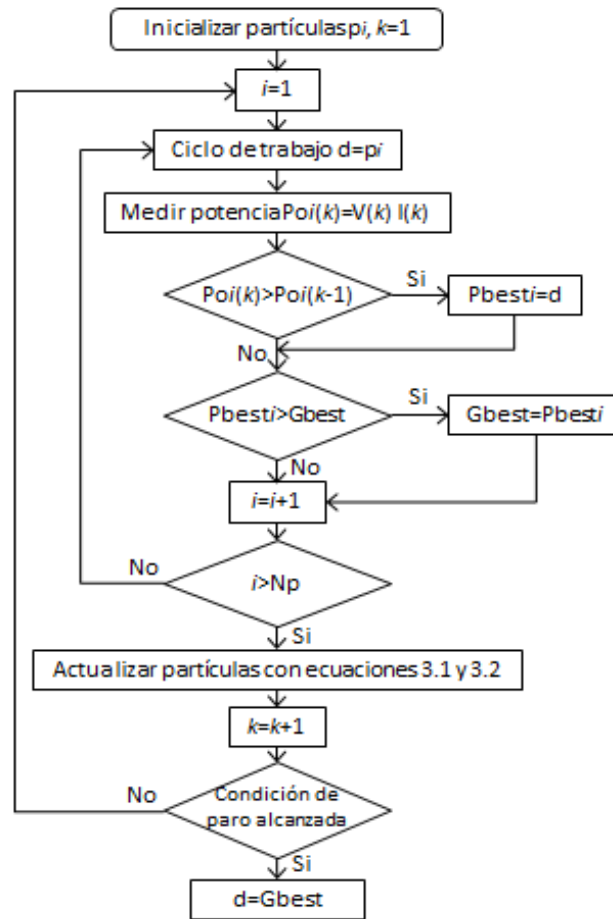 Inicializar partículaspi, k=1
i=1
Ciclo de trabajo d=pi
Medir potenciaPoi(k)=V(k) I(k)
Poi(k)>Poi(k-1)
Si
Pbesti=d
No
Pbesti>Gbest
Si
Gbest=Pbesti
No
i=i+1
No
i>Np
Si
Actualizar partículas con ecuaciones 3.1 y 3.2
k=k+1
No
Condición de
paro alcanzada
Si
d=Gbest